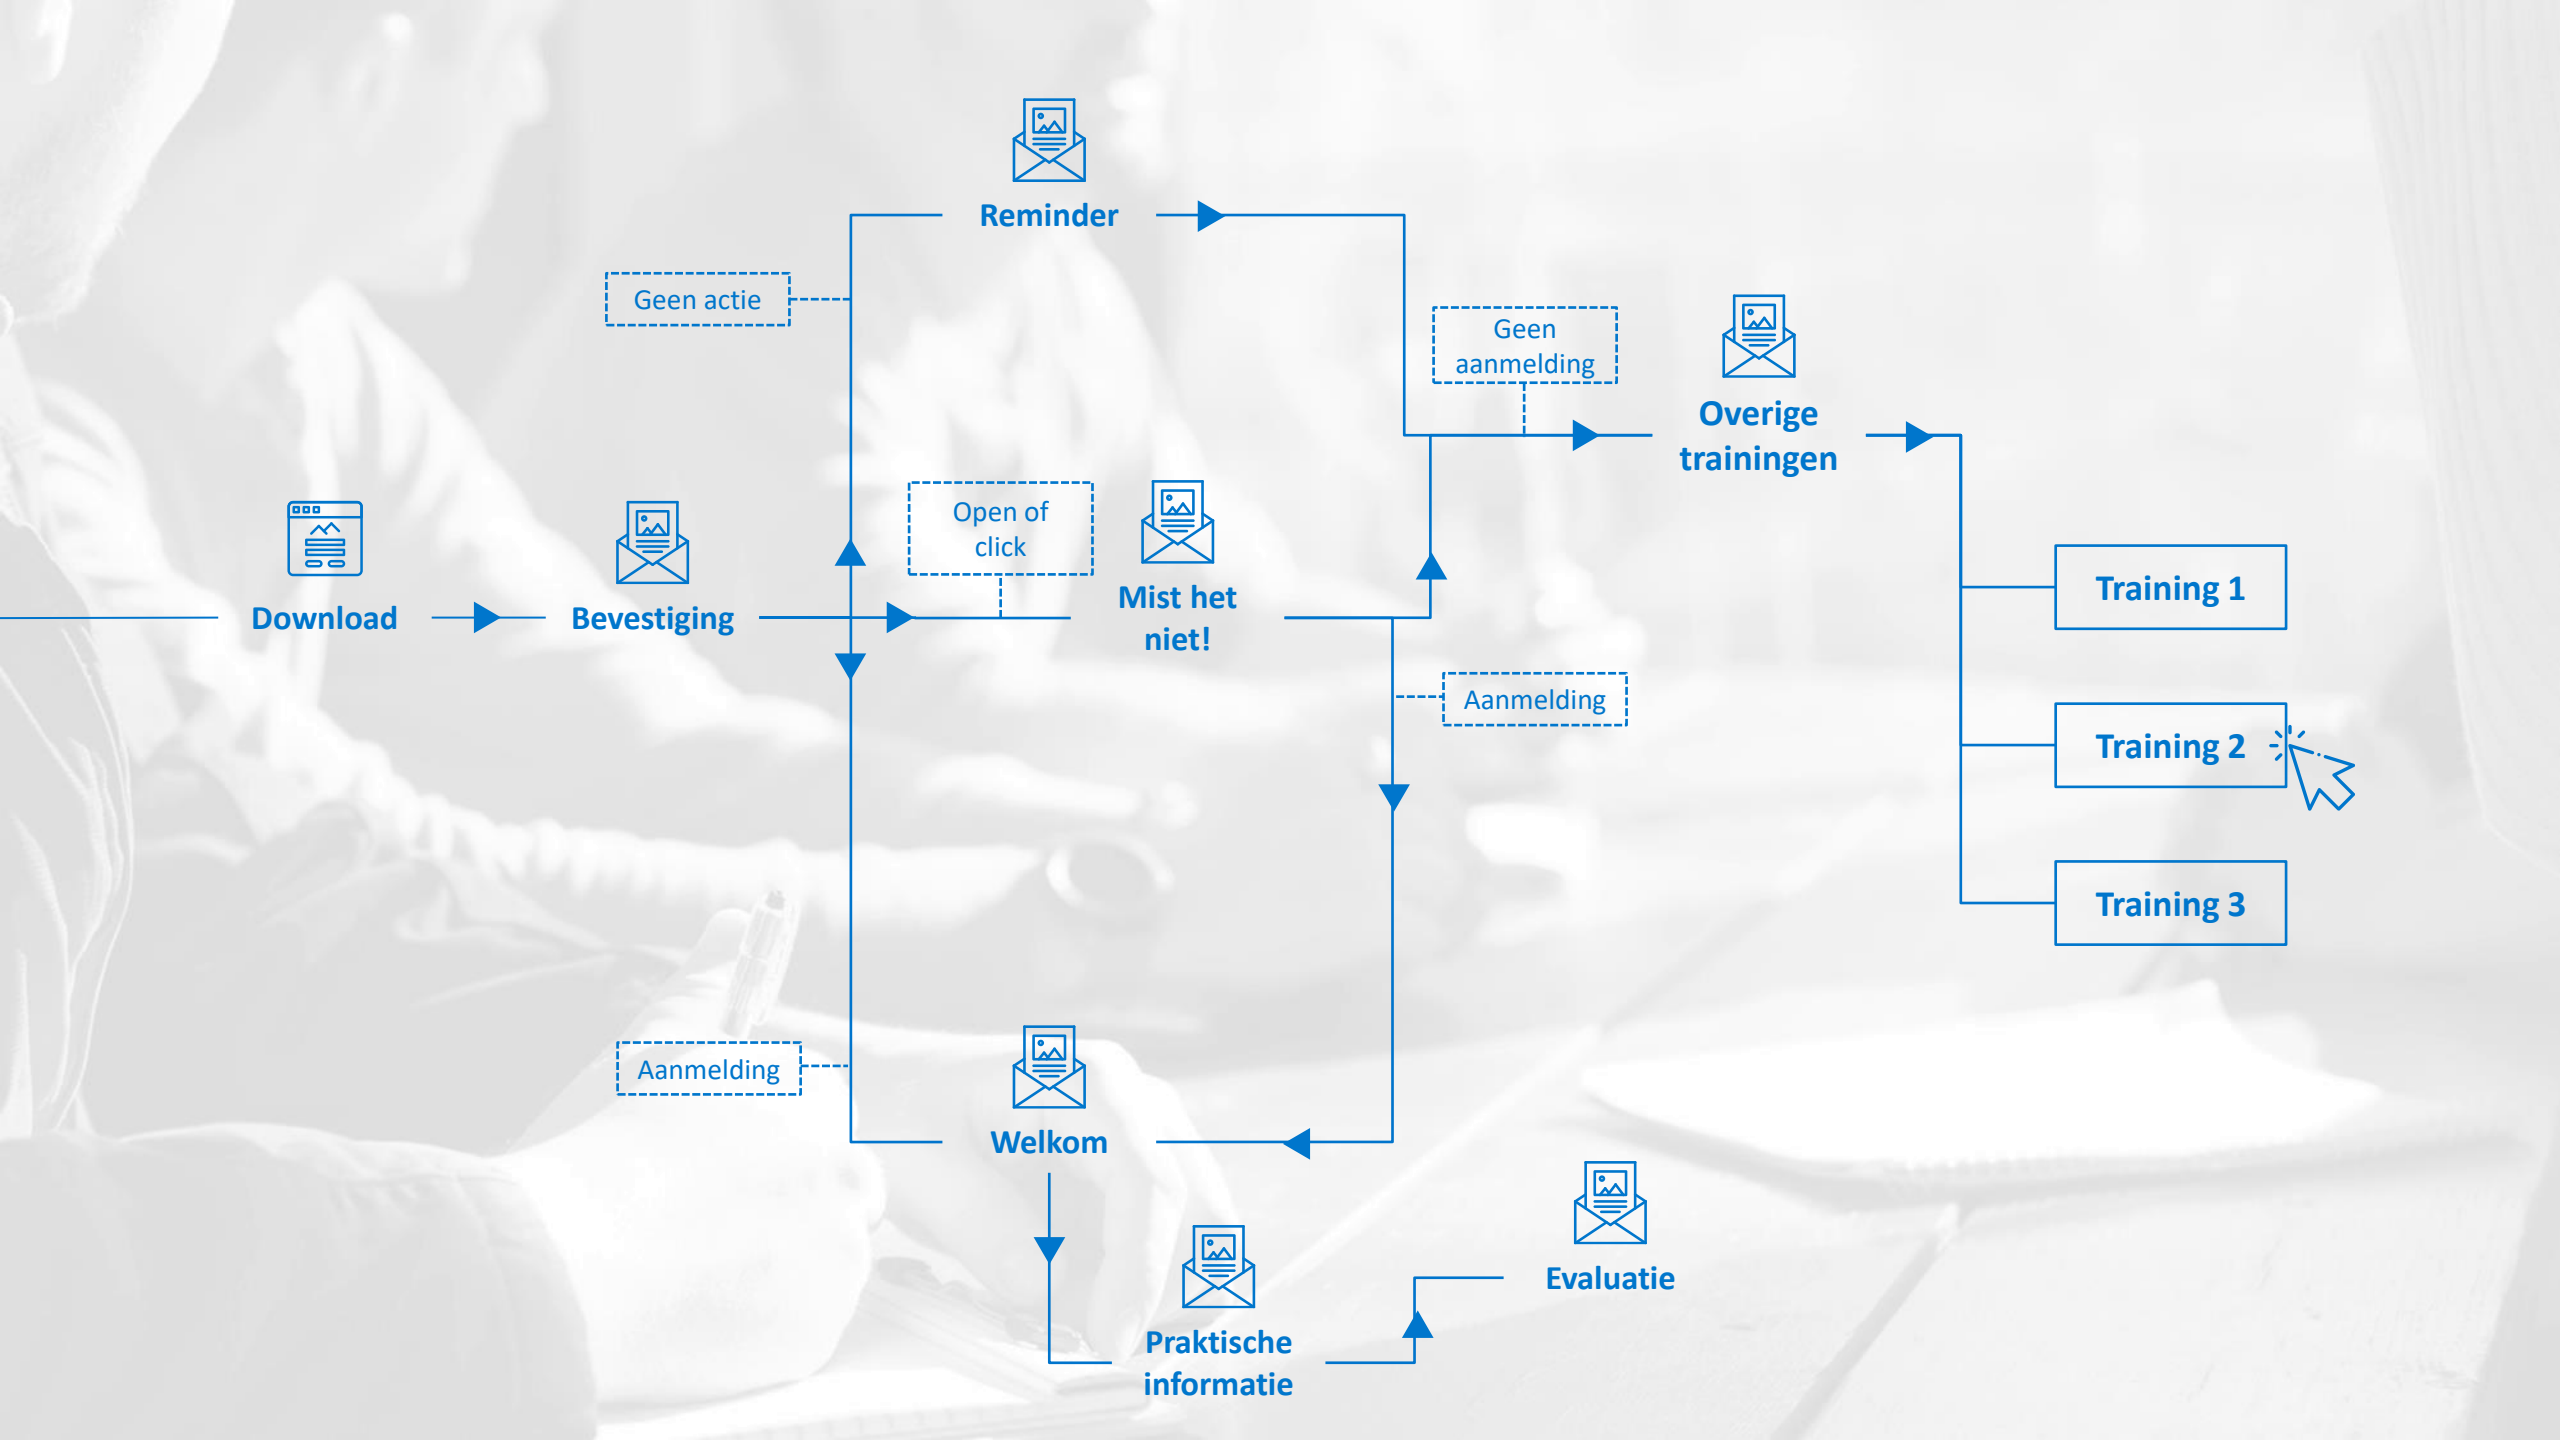 Reminder
Geen actie
Geen
aanmelding
Overige
trainingen
Open of
click
Download
Bevestiging
Mist het
niet!
Training 1
Aanmelding
Training 2
Training 3
Aanmelding
Welkom
Evaluatie
Praktische
informatie